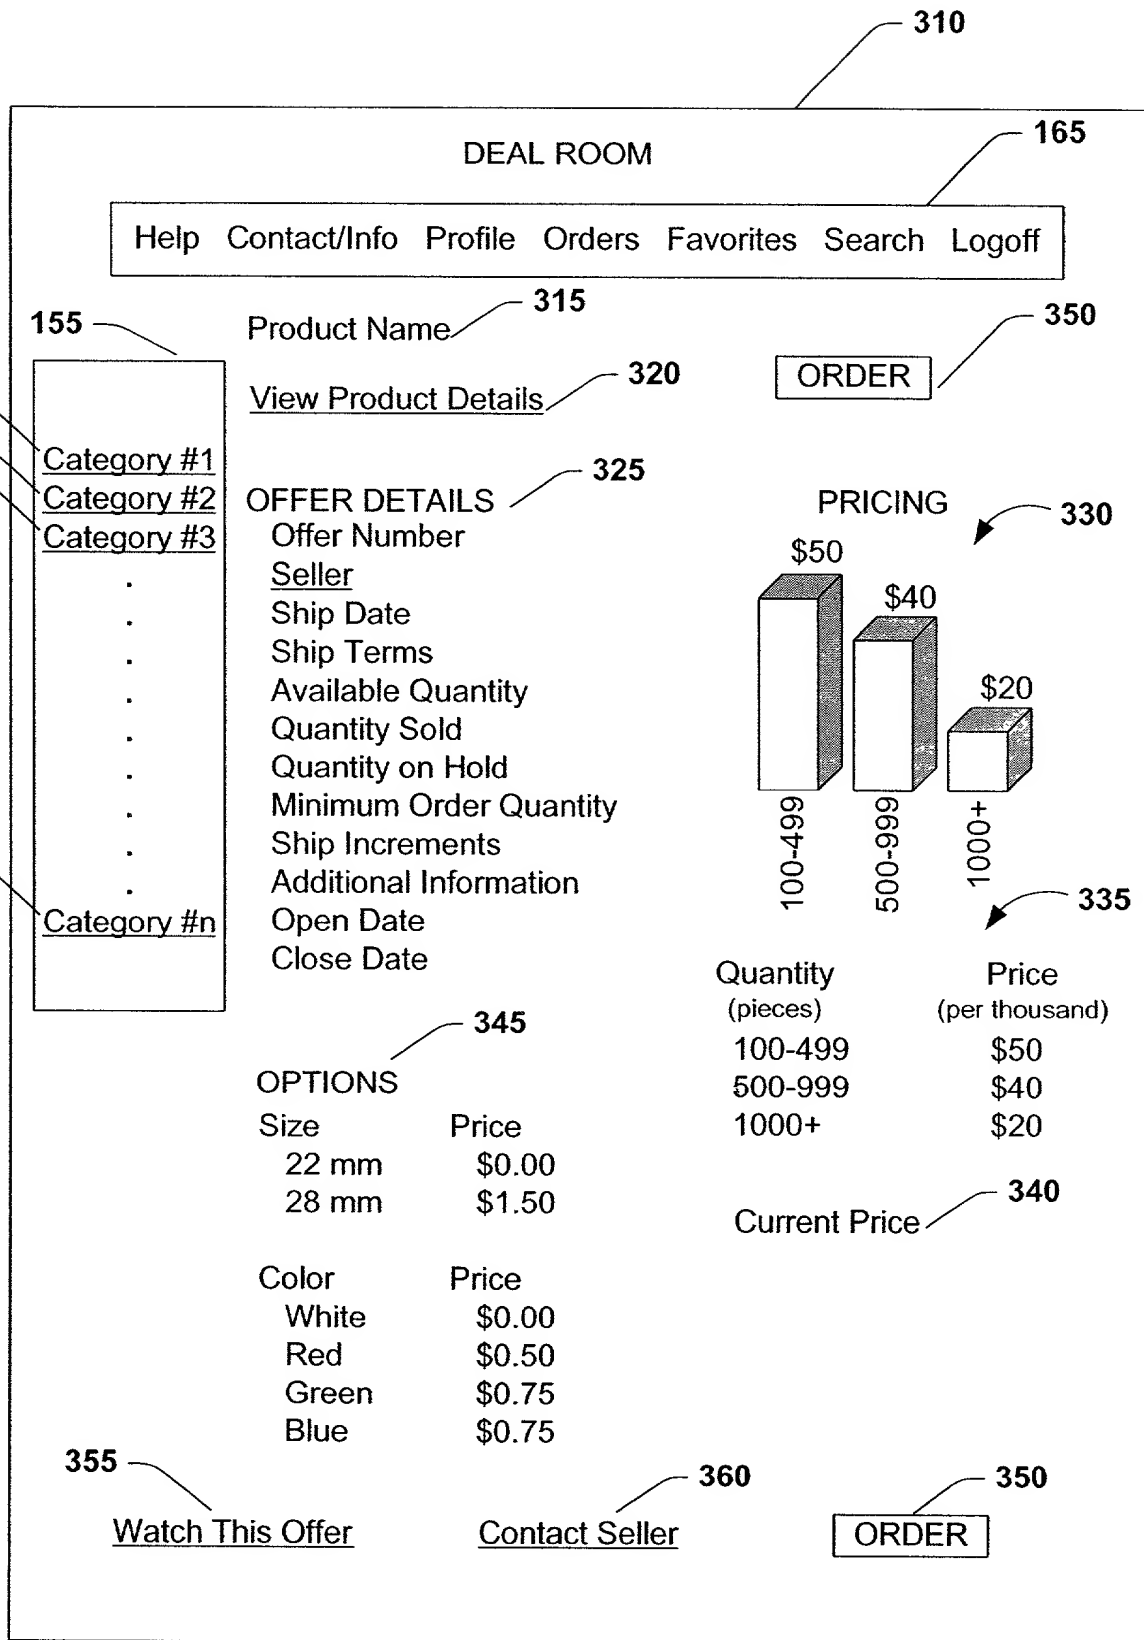 310
DEAL ROOM
165
Help Contact/Info Profile Orders Favorites Search Logoff
155
Product Name
315
350
View Product Details
320
ORDER
Category #1
Category #2
Category #3
Category #n
OFFER DETAILS
325
Offer Number
Seller
Ship Date
Ship Terms
Available Quantity
Quantity Sold
Quantity on Hold
Minimum Order Quantity
Ship Increments
Additional Information
Open Date
Close Date
PRICING
330
$50
$40
$20
100-499
500-999
1000+
335
Quantity Price
(pieces) (per thousand)
100-499 $50
500-999 $40
1000+ $20
340
Current Price
345
OPTIONS
Size Price
22 mm $0.00
28 mm $1.50
Color Price
White $0.00
Red $0.50
Green $0.75
Blue $0.75
355
Watch This Offer
360
Contact Seller
350
ORDER